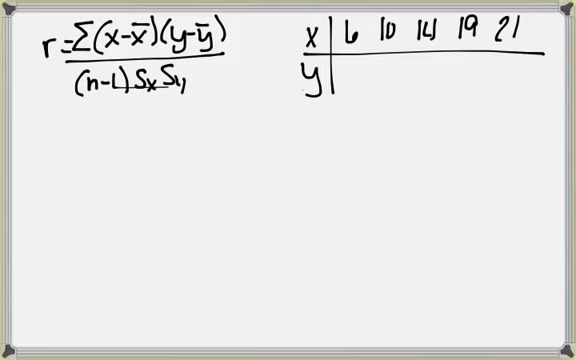 r = Σ(x-x̄)(y-ȳ)
(n-1) Sx Sy
x | 6 10 14 19 21
y |